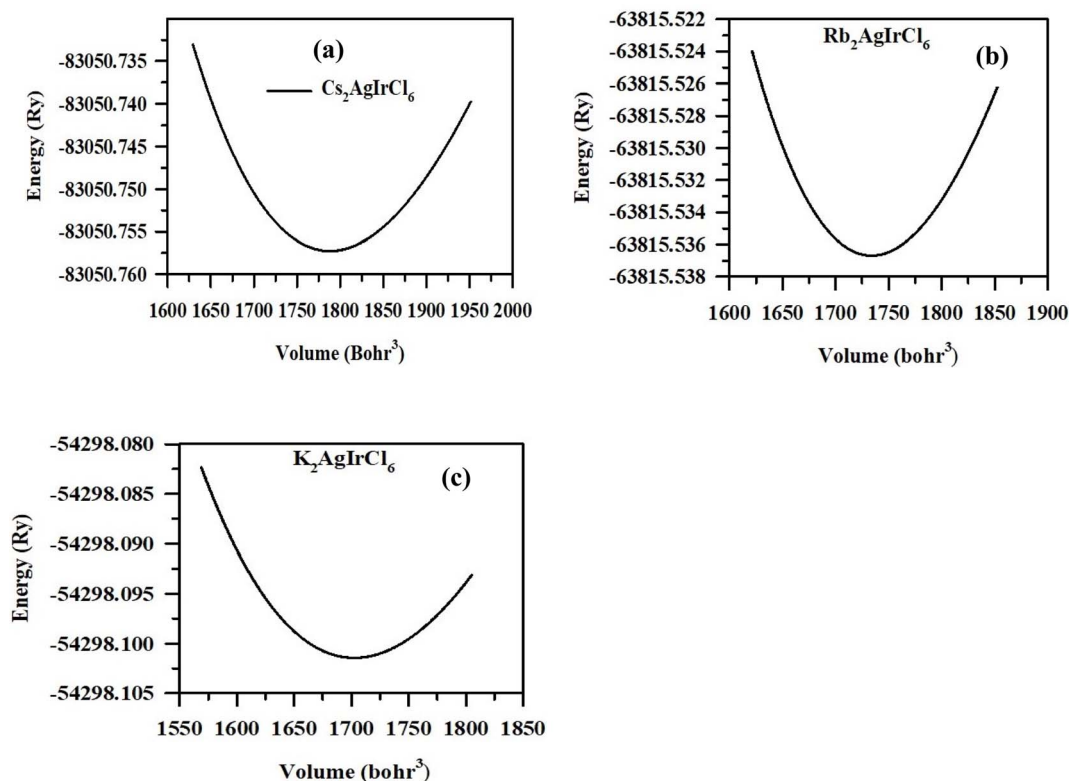 (a)
Cs₂AgIrCl₆
-83050.735
-83050.740
-83050.745
-83050.750
-83050.755
-83050.760
Energy (Ry)
1600 1650 1700 1750 1800 1850 1900 1950 2000
Volume (Bohr³)
Rb₂AgIrCl₆
(b)
-63815.522
-63815.524
-63815.526
-63815.528
-63815.530
-63815.532
-63815.534
-63815.536
-63815.538
Energy (Ry)
1600 1650 1700 1750 1800 1850 1900
Volume (bohr³)
K₂AgIrCl₆
(c)
-54298.080
-54298.085
-54298.090
-54298.095
-54298.100
-54298.105
Energy (Ry)
1550 1600 1650 1700 1750 1800 1850
Volume (bohr³)